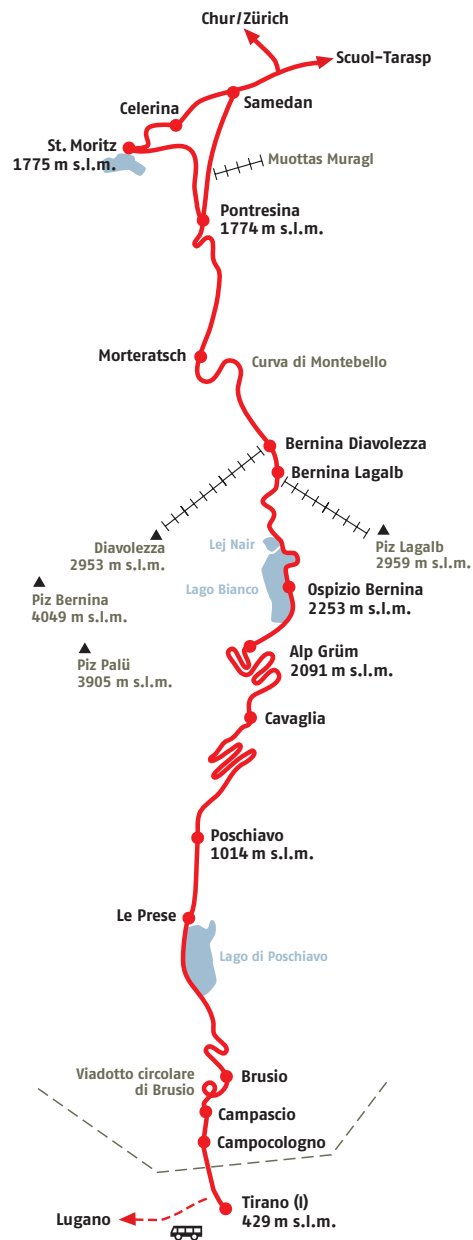 Chur/Zürich
Scuol-Tarasp
Samedan
Celerina
St. Moritz
1775 m s.l.m.
Muottas Muragl
Pontresina
1774 m s.l.m.
Morteratsch
Curva di Montebello
Bernina Diavolezza
Bernina Lagalb
Diavolezza
2953 m s.l.m.
Lej Nair
Piz Lagalb
2959 m s.l.m.
Piz Bernina
4049 m s.l.m.
Lago Bianco
Ospizio Bernina
2253 m s.l.m.
Piz Palü
3905 m s.l.m.
Alp Grüm
2091 m s.l.m.
Cavaglia
Poschiavo
1014 m s.l.m.
Le Prese
Lago di Poschiavo
Viadotto circolare
di Brusio
Brusio
Campascio
Campocologno
Tirano (I)
429 m s.l.m.
Lugano